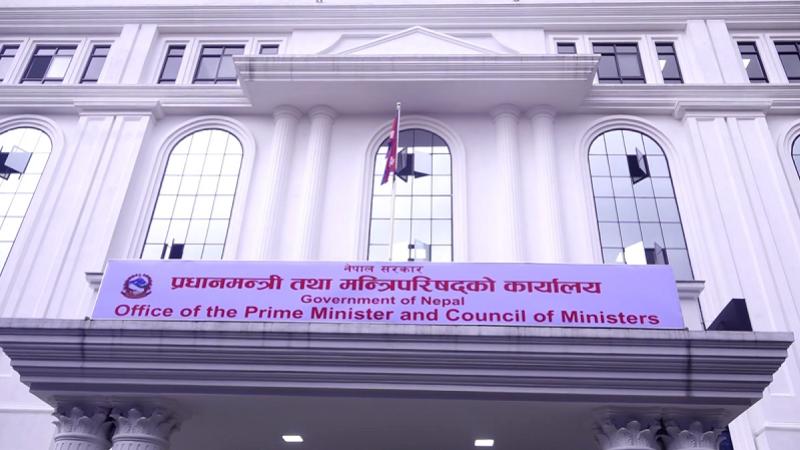 नेपाल सरकार
प्रधानमन्त्री तथा मन्त्रिपरिषद्को कार्यालय
Government of Nepal
Office of the Prime Minister and Council of Ministers